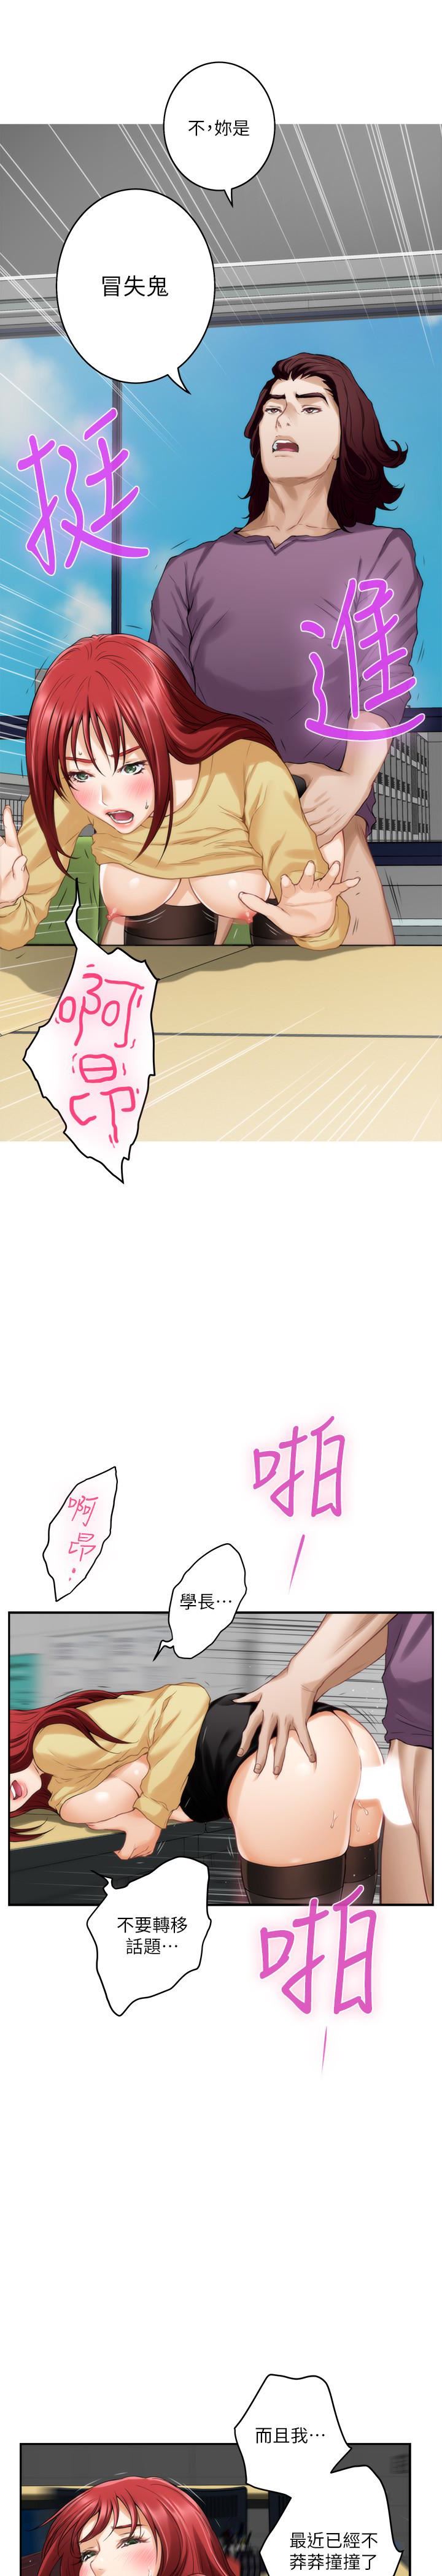 不，妳是
冒失鬼
挺
進
啊
昂
啪
啊
昂
學長…
不要轉移
話題…
啪
而且我…
最近已經不
莽莽撞撞了